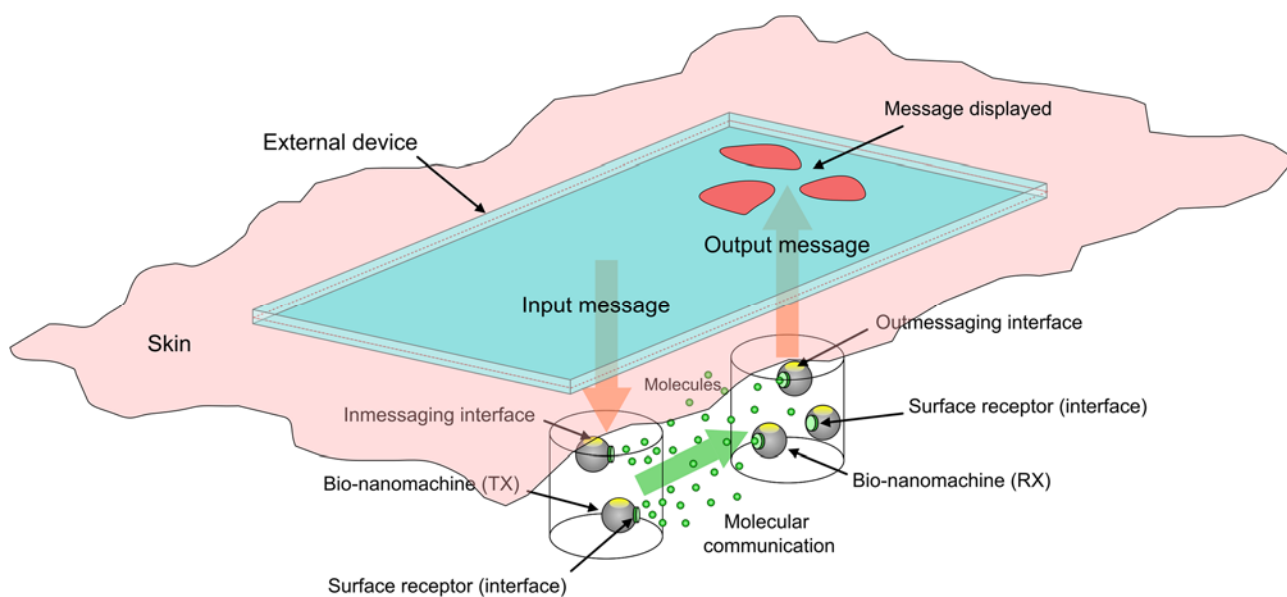 Message displayed
External device
Output message
Input message
Outmessaging interface
Skin
Molecules
Inmessaging interface
Surface receptor (interface)
Bio-nanomachine (TX)
Bio-nanomachine (RX)
Molecular
communication
Surface receptor (interface)